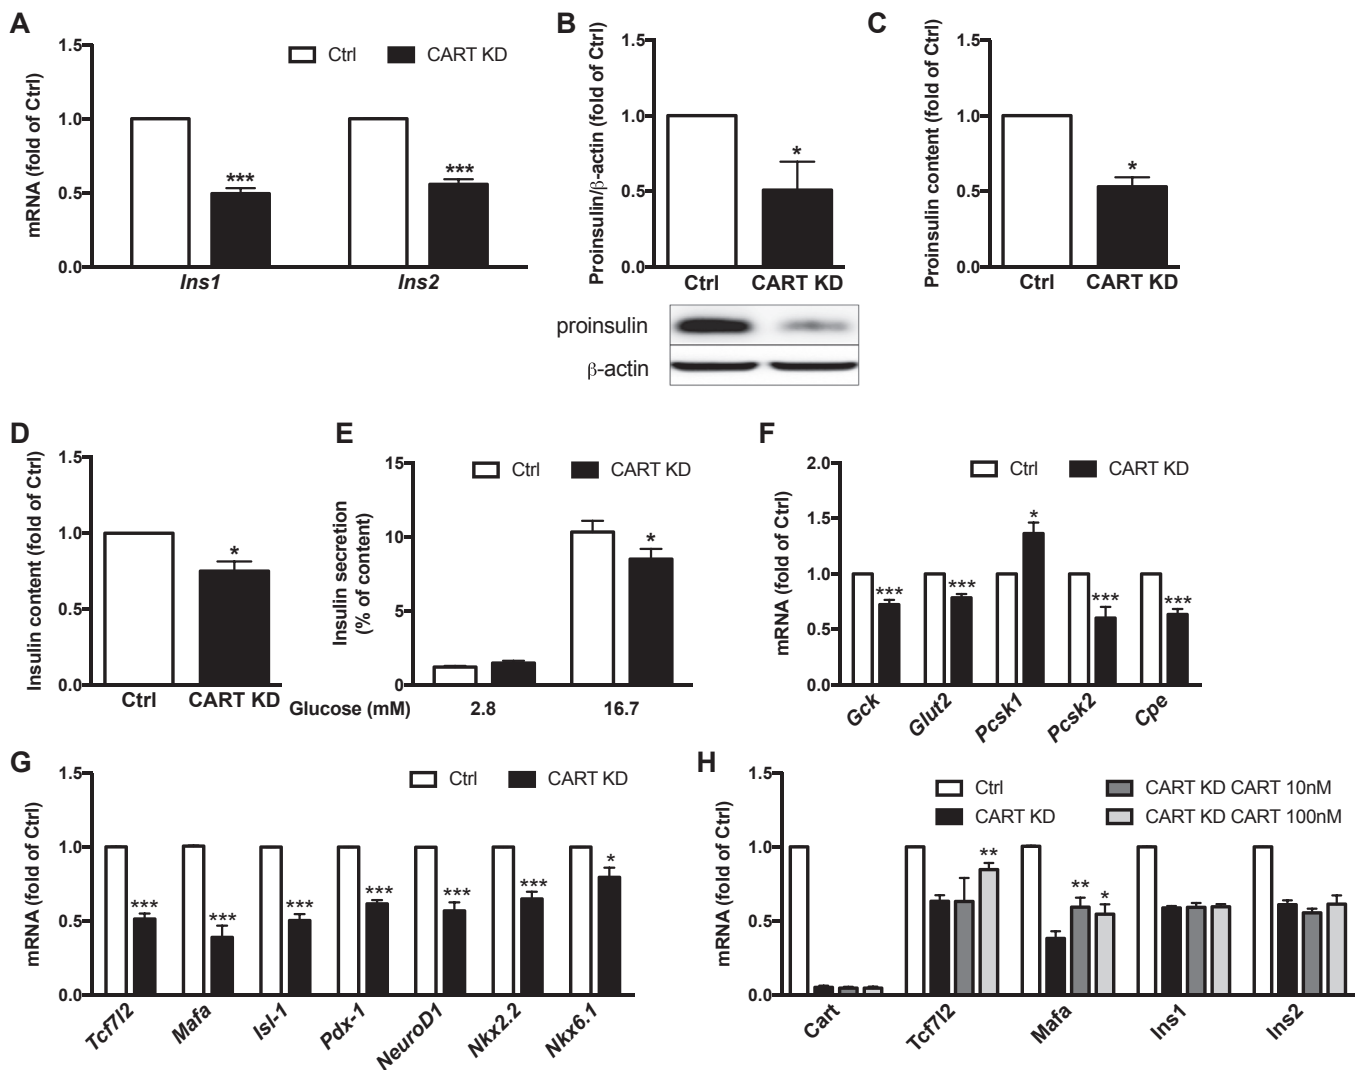 A
mRNA (fold of Ctrl)
1.5
1.0
0.5
0.0
Ctrl
CART KD
***
***
Ins1
Ins2
B
Proinsulin/β-actin (fold of Ctrl)
1.5
1.0
0.5
0.0
*
Ctrl
CART KD
proinsulin
β-actin
C
Proinsulin content (fold of Ctrl)
1.5
1.0
0.5
0.0
*
Ctrl
CART KD
D
Insulin content (fold of Ctrl)
1.5
1.0
0.5
0.0
*
Ctrl
CART KD
E
Insulin secretion
(% of content)
15
10
5
0
Ctrl
CART KD
*
Glucose (mM)
2.8
16.7
F
mRNA (fold of Ctrl)
2.0
1.5
1.0
0.5
0.0
Ctrl
CART KD
***
***
*
***
***
Gck
Glut2
Pcsk1
Pcsk2
Cpe
G
mRNA (fold of Ctrl)
1.5
1.0
0.5
0.0
Ctrl
CART KD
***
***
***
***
***
***
*
Tcf7l2
Mafa
Isl-1
Pdx-1
NeuroD1
Nkx2.2
Nkx6.1
H
mRNA (fold of Ctrl)
1.5
1.0
0.5
0.0
Ctrl
CART KD
CART KD CART 10nM
CART KD CART 100nM
**
**
*
Cart
Tcf7l2
Mafa
Ins1
Ins2